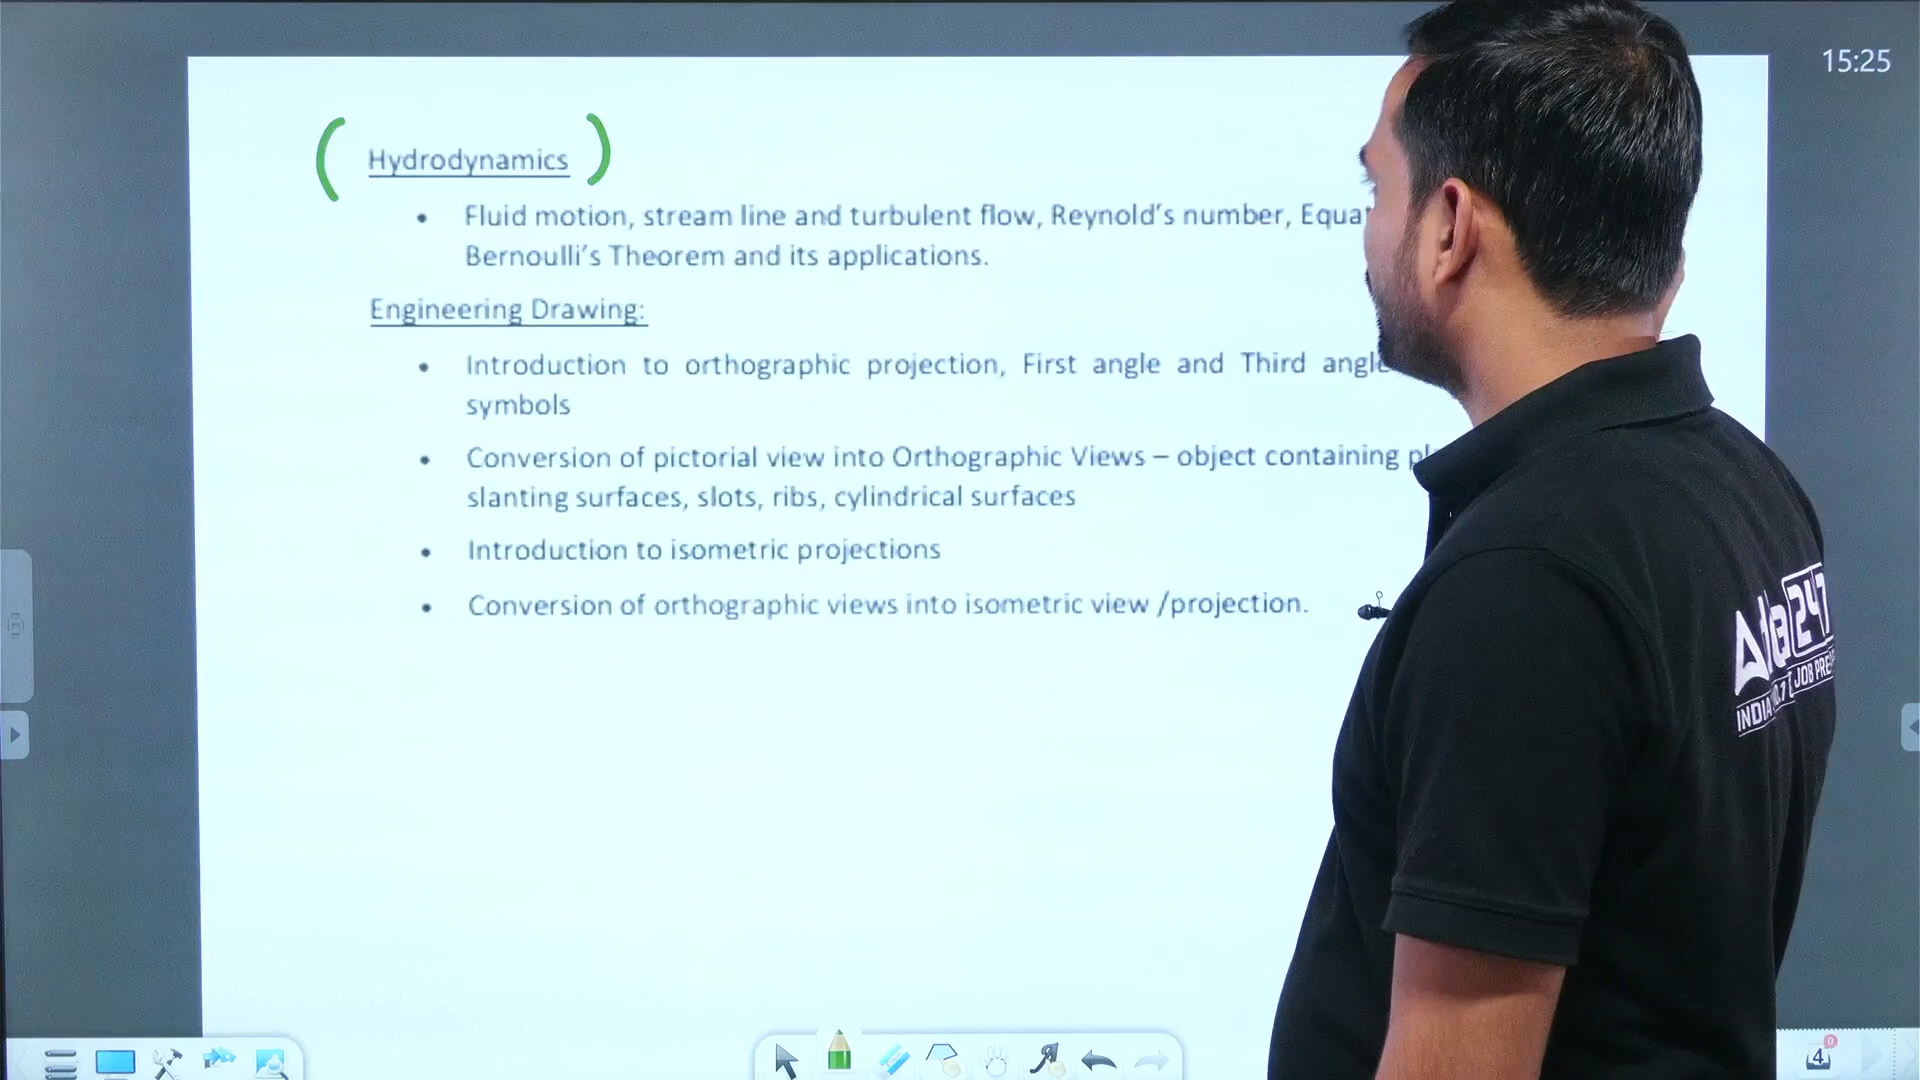 15:25
Hydrodynamics
• Fluid motion, stream line and turbulent flow, Reynold's number,
Bernoulli's Theorem and its applications.
Engineering Drawing:
• Introduction to orthographic projection, First angle and Third angle
symbols
• Conversion of pictorial view into Orthographic Views – object containing
slanting surfaces, slots, ribs, cylindrical surfaces
• Introduction to isometric projections
• Conversion of orthographic views into isometric view /projection.
247
INDIA
JOB
4
0